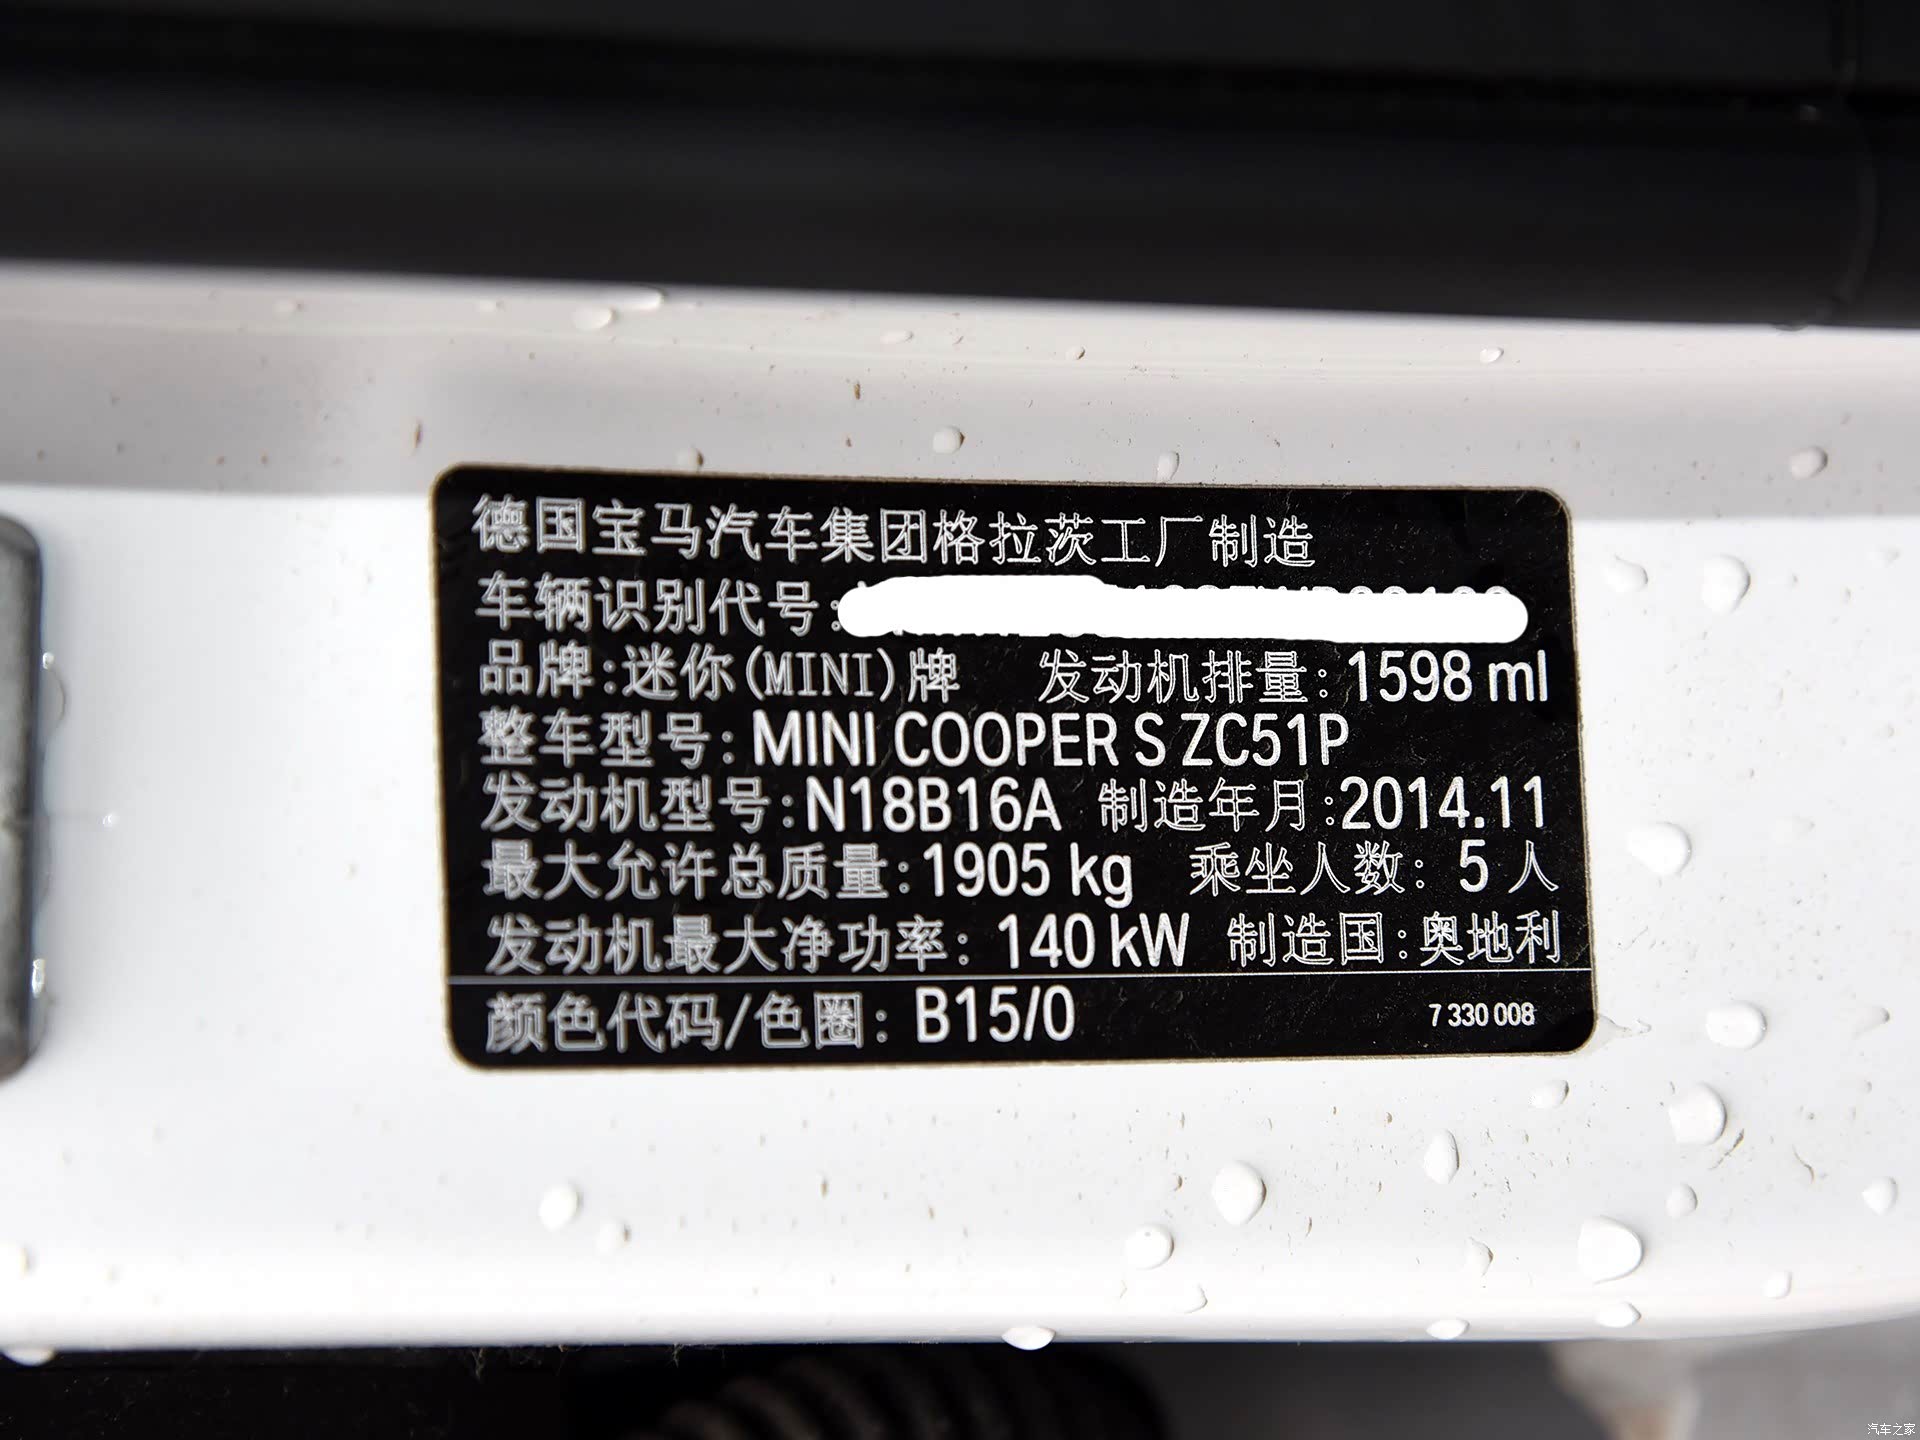 德国宝马汽车集团格拉茨工厂制造
车辆识别代号:
品牌:迷你(MINI)牌 发动机排量: 1598 ml
整车型号: MINI COOPER S ZC51P
发动机型号:N18B16A 制造年月:2014.11
最大允许总质量: 1905 kg 乘坐人数: 5 人
发动机最大净功率: 140 kW 制造国:奥地利
颜色代码/色圈: B15/0 7 330 008
汽车之家